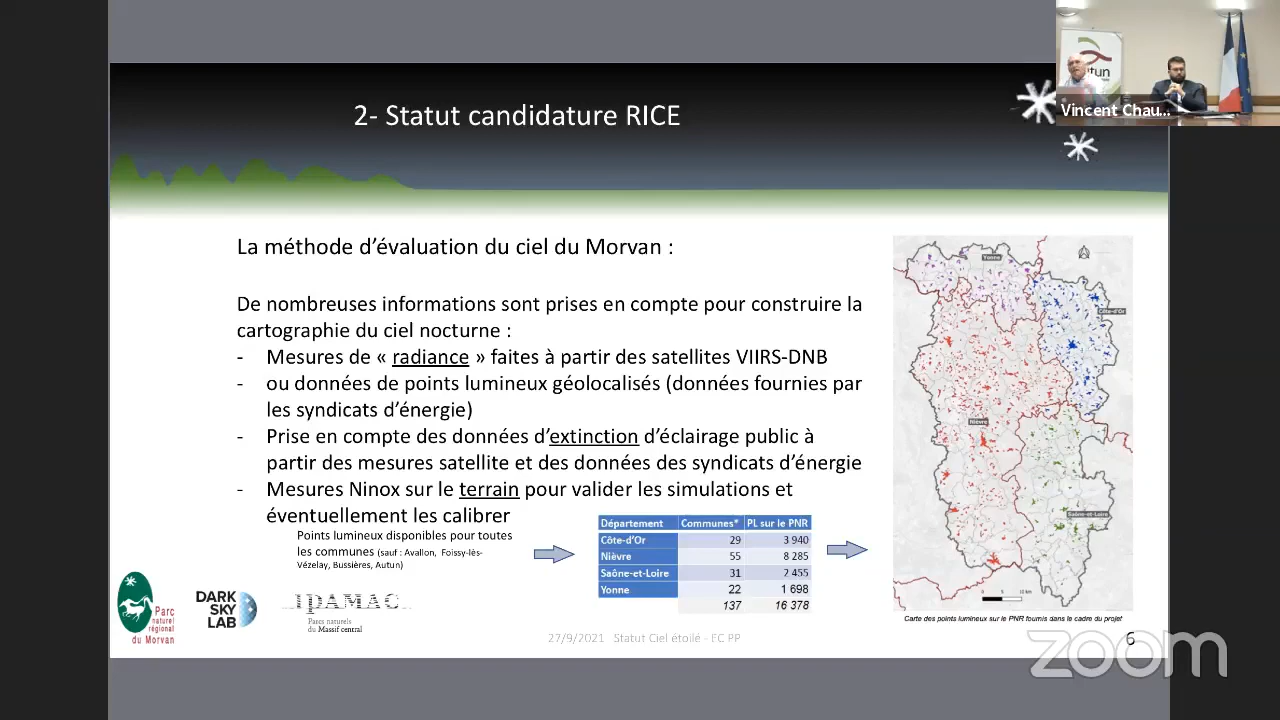 2- Statut candidature RICE
Vincent Chau...
La méthode d'évaluation du ciel du Morvan :
De nombreuses informations sont prises en compte pour construire la
cartographie du ciel nocturne :
- Mesures de « radiance » faites à partir des satellites VIIRS-DNB
- ou données de points lumineux géolocalisés (données fournies par
les syndicats d'énergie)
- Prise en compte des données d'extinction d'éclairage public à
partir des mesures satellite et des données des syndicats d'énergie
- Mesures Ninox sur le terrain pour valider les simulations et
éventuellement les calibrer
Points lumineux disponibles pour toutes
les communes (sauf : Avallon, Foissy-lès-
Vézelay, Bussières, Autun)
Département Communes* PL sur le PNR
Côte-d'Or 29 3 940
Nièvre 55 8 285
Saône-et-Loire 31 2 455
Yonne 22 1 698
137 16 378
Yonne
Côte-d'Or
Nièvre
Saône-et-Loire
Carte des points lumineux sur le PNR fournis dans le cadre du projet
Parc
naturel
régional
du Morvan
DARK
SKY
LAB
IPAMAC
Parcs naturels
du Massif central
27/9/2021 Statut Ciel étoilé - EC PP
6
zoom